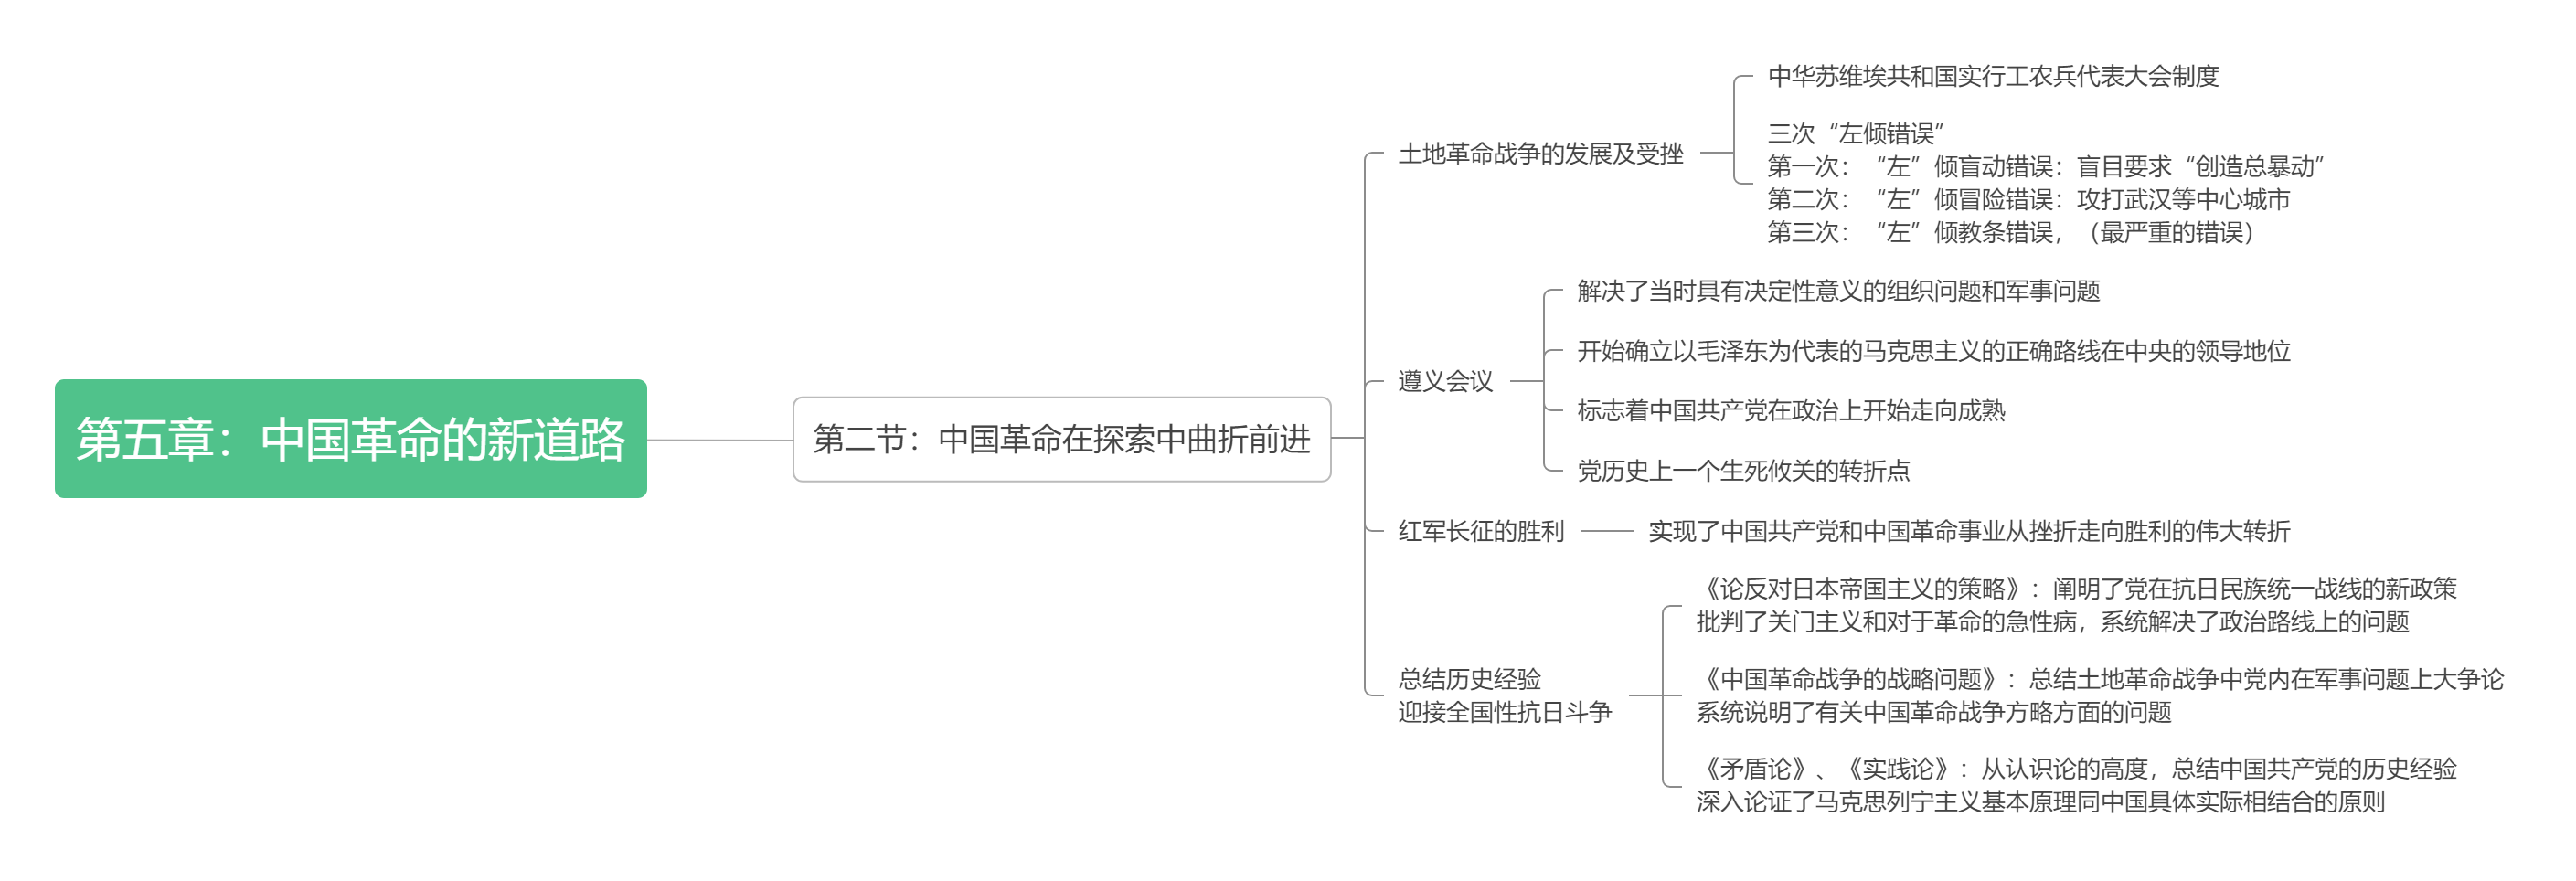 第五章：中国革命的新道路
第二节：中国革命在探索中曲折前进
土地革命战争的发展及受挫
中华苏维埃共和国实行工农兵代表大会制度
三次“左倾错误”
第一次：“左”倾盲动错误：盲目要求“创造总暴动”
第二次：“左”倾冒险错误：攻打武汉等中心城市
第三次：“左”倾教条错误，（最严重的错误）
遵义会议
解决了当时具有决定性意义的组织问题和军事问题
开始确立以毛泽东为代表的马克思主义的正确路线在中央的领导地位
标志着中国共产党在政治上开始走向成熟
党历史上一个生死攸关的转折点
红军长征的胜利
实现了中国共产党和中国革命事业从挫折走向胜利的伟大转折
总结历史经验
迎接全国性抗日斗争
《论反对日本帝国主义的策略》：阐明了党在抗日民族统一战线的新政策
批判了关门主义和对于革命的急性病，系统解决了政治路线上的问题
《中国革命战争的战略问题》：总结土地革命战争中党内在军事问题上大争论
系统说明了有关中国革命战争方略方面的问题
《矛盾论》、《实践论》：从认识论的高度，总结中国共产党的历史经验
深入论证了马克思列宁主义基本原理同中国具体实际相结合的原则